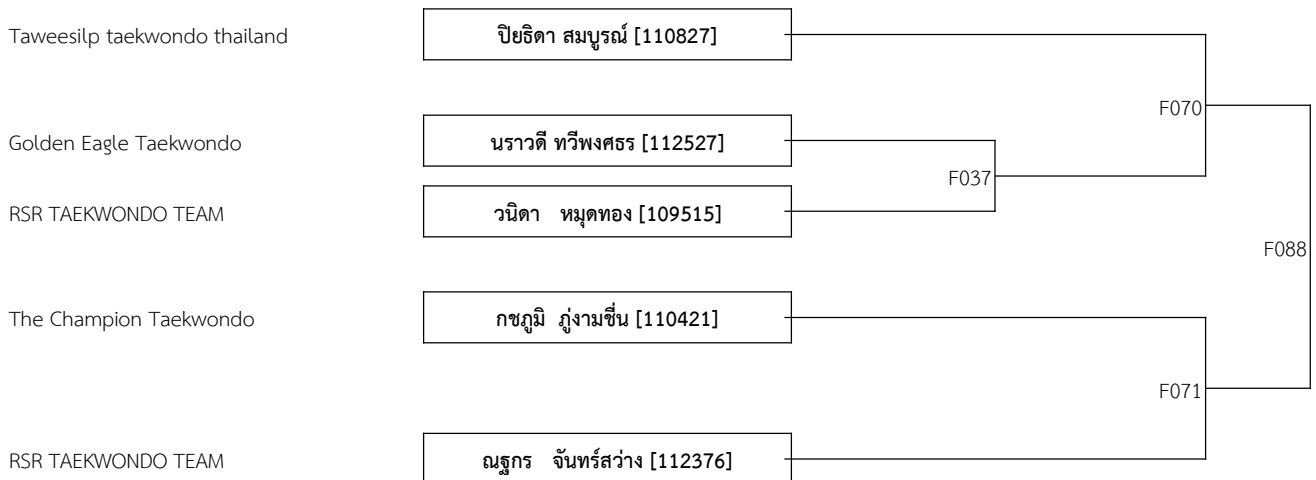 Taweesilp taekwondo thailand ปิยธิดา สมบูรณ์ [110827]
F070
Golden Eagle Taekwondo นราวดี ทวีพงศธร [112527]
F037
RSR TAEKWONDO TEAM วนิดา หมุดทอง [109515]
F088
The Champion Taekwondo กชภูมิ ภู่งามชื่น [110421]
F071
RSR TAEKWONDO TEAM ณฐกร จันทร์สว่าง [112376]